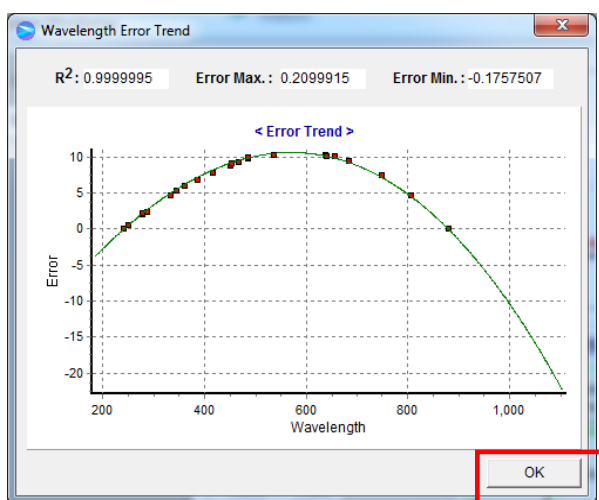 Wavelength Error Trend
R2: 0.9999995 Error Max. : 0.2099915 Error Min. : -0.1757507
< Error Trend >
10
5
0
-5
-10
-15
-20
Error
200 400 600 800 1,000
Wavelength
OK